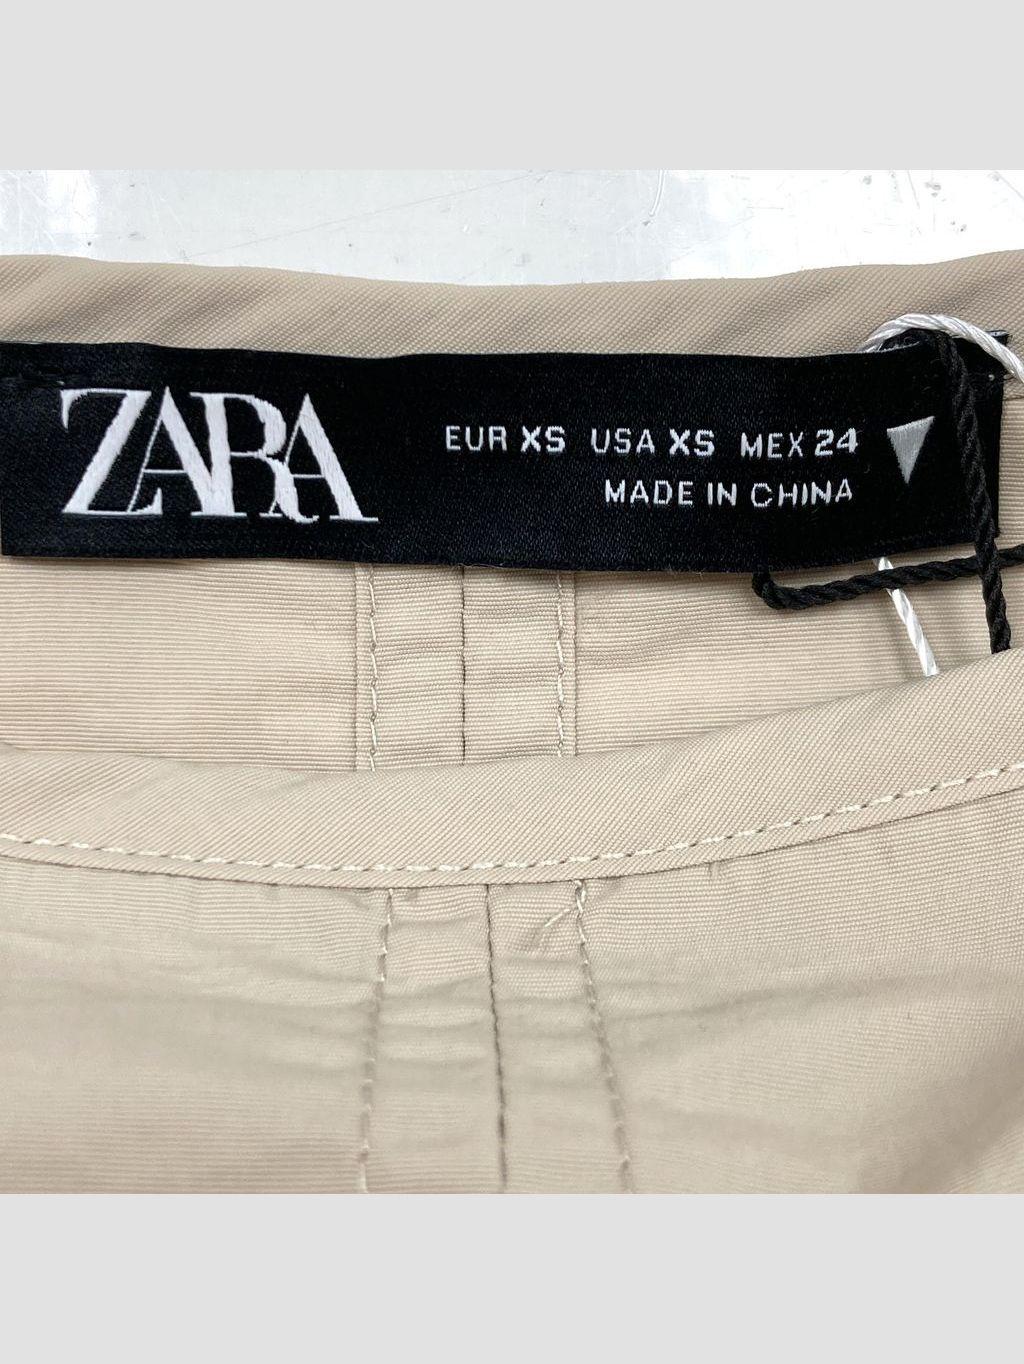 ZARA
EUR XS USA XS MEX 24
MADE IN CHINA